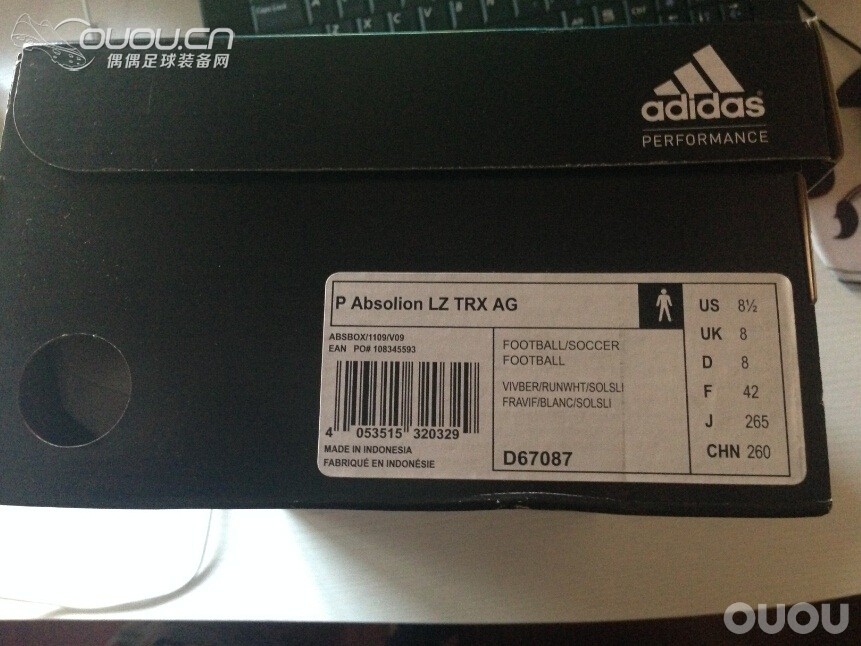 OUOU.CN
偶偶足球装备网
adidas®
PERFORMANCE
P Absolion LZ TRX AG
ABSBOX/1109/V09
EAN PO# 108345593
4 053515 320329
MADE IN INDONESIA
FABRIQUÉ EN INDONÉSIE
FOOTBALL/SOCCER
FOOTBALL
VIVBER/RUNWHT/SOLSLI
FRAVIF/BLANC/SOLSLI
D67087
US 8½
UK 8
D 8
F 42
J 265
CHN 260
OUOU